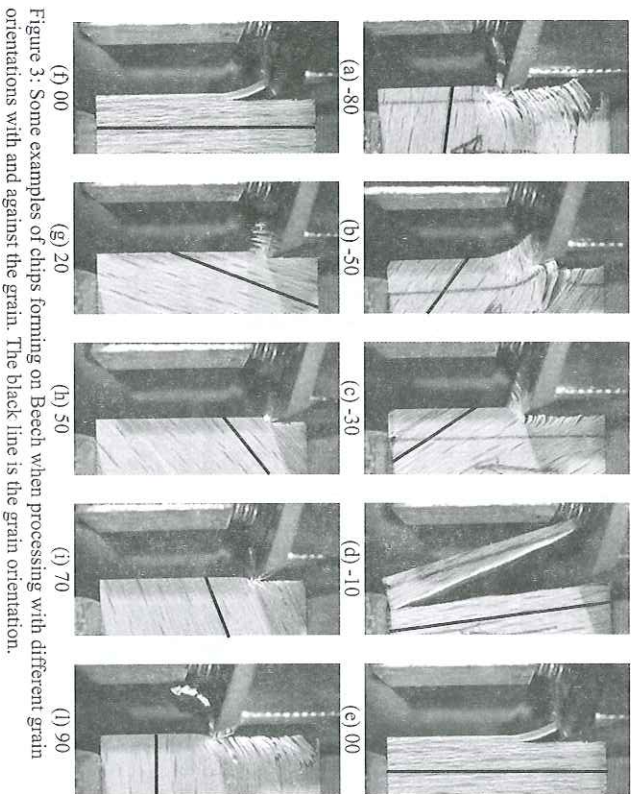 (a) -80 (b) -50 (c) -30 (d) -10 (e) 00
(f) 00 (g) 20 (h) 50 (i) 70 (l) 90
Figure 3: Some examples of chips forming on Beech when processing with different grain
orientations with and against the grain. The black line is the grain orientation.